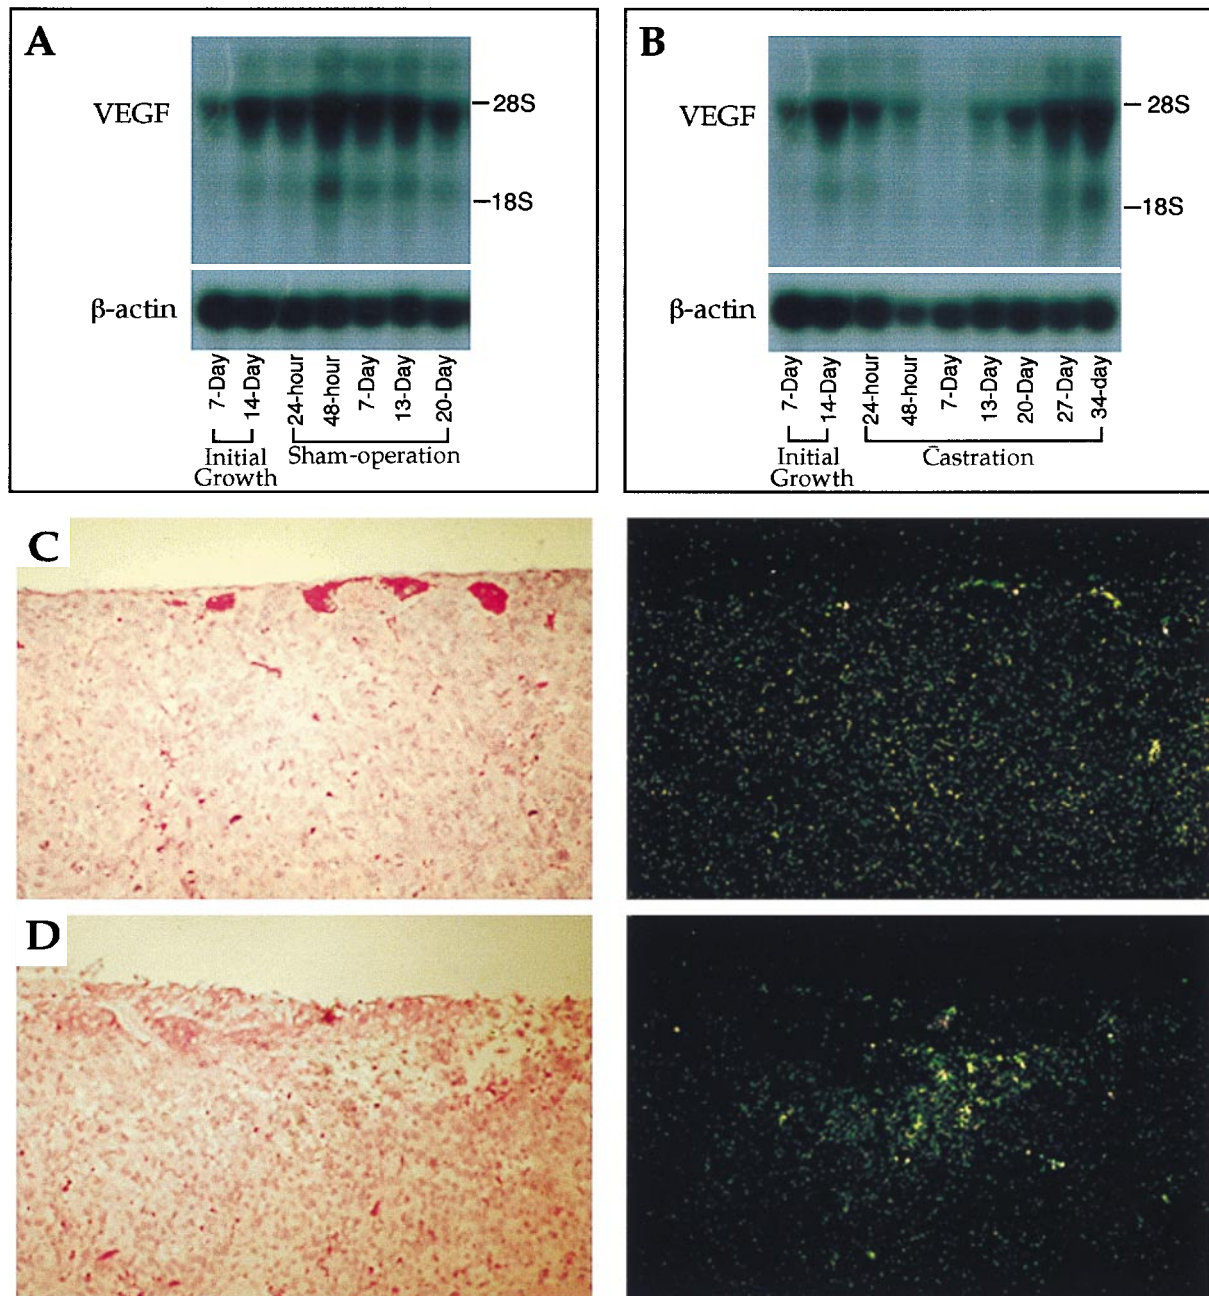 A
VEGF
28S
18S
β-actin
7-Day
14-Day
24-hour
48-hour
7-Day
13-Day
20-Day
Initial
Growth
Sham-operation
B
VEGF
28S
18S
β-actin
7-Day
14-Day
24-hour
48-hour
7-Day
13-Day
20-Day
27-Day
34-day
Initial
Growth
Castration
C
D